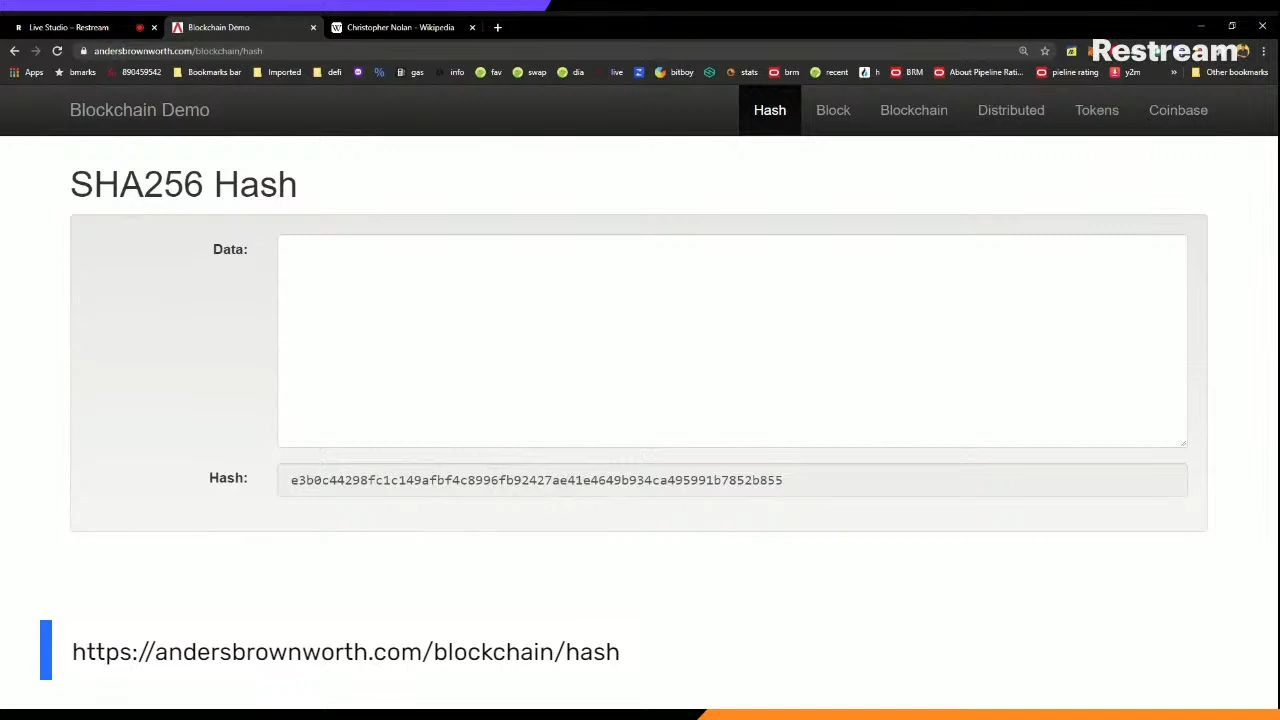 Live Studio – Restream
Blockchain Demo
Christopher Nolan - Wikipedia
andersbrownworth.com/blockchain/hash
Restream
Apps
bmarks
890459542
Bookmarks bar
Imported
defi
gas
info
fav
swap
dia
live
bitboy
stats
brm
recent
h
BRM
About Pipeline Rati...
pieline rating
y2m
»
Other bookmarks
Blockchain Demo
Hash
Block
Blockchain
Distributed
Tokens
Coinbase
SHA256 Hash
Data:
Hash:
e3b0c44298fc1c149afbf4c8996fb92427ae41e4649b934ca495991b7852b855
https://andersbrownworth.com/blockchain/hash